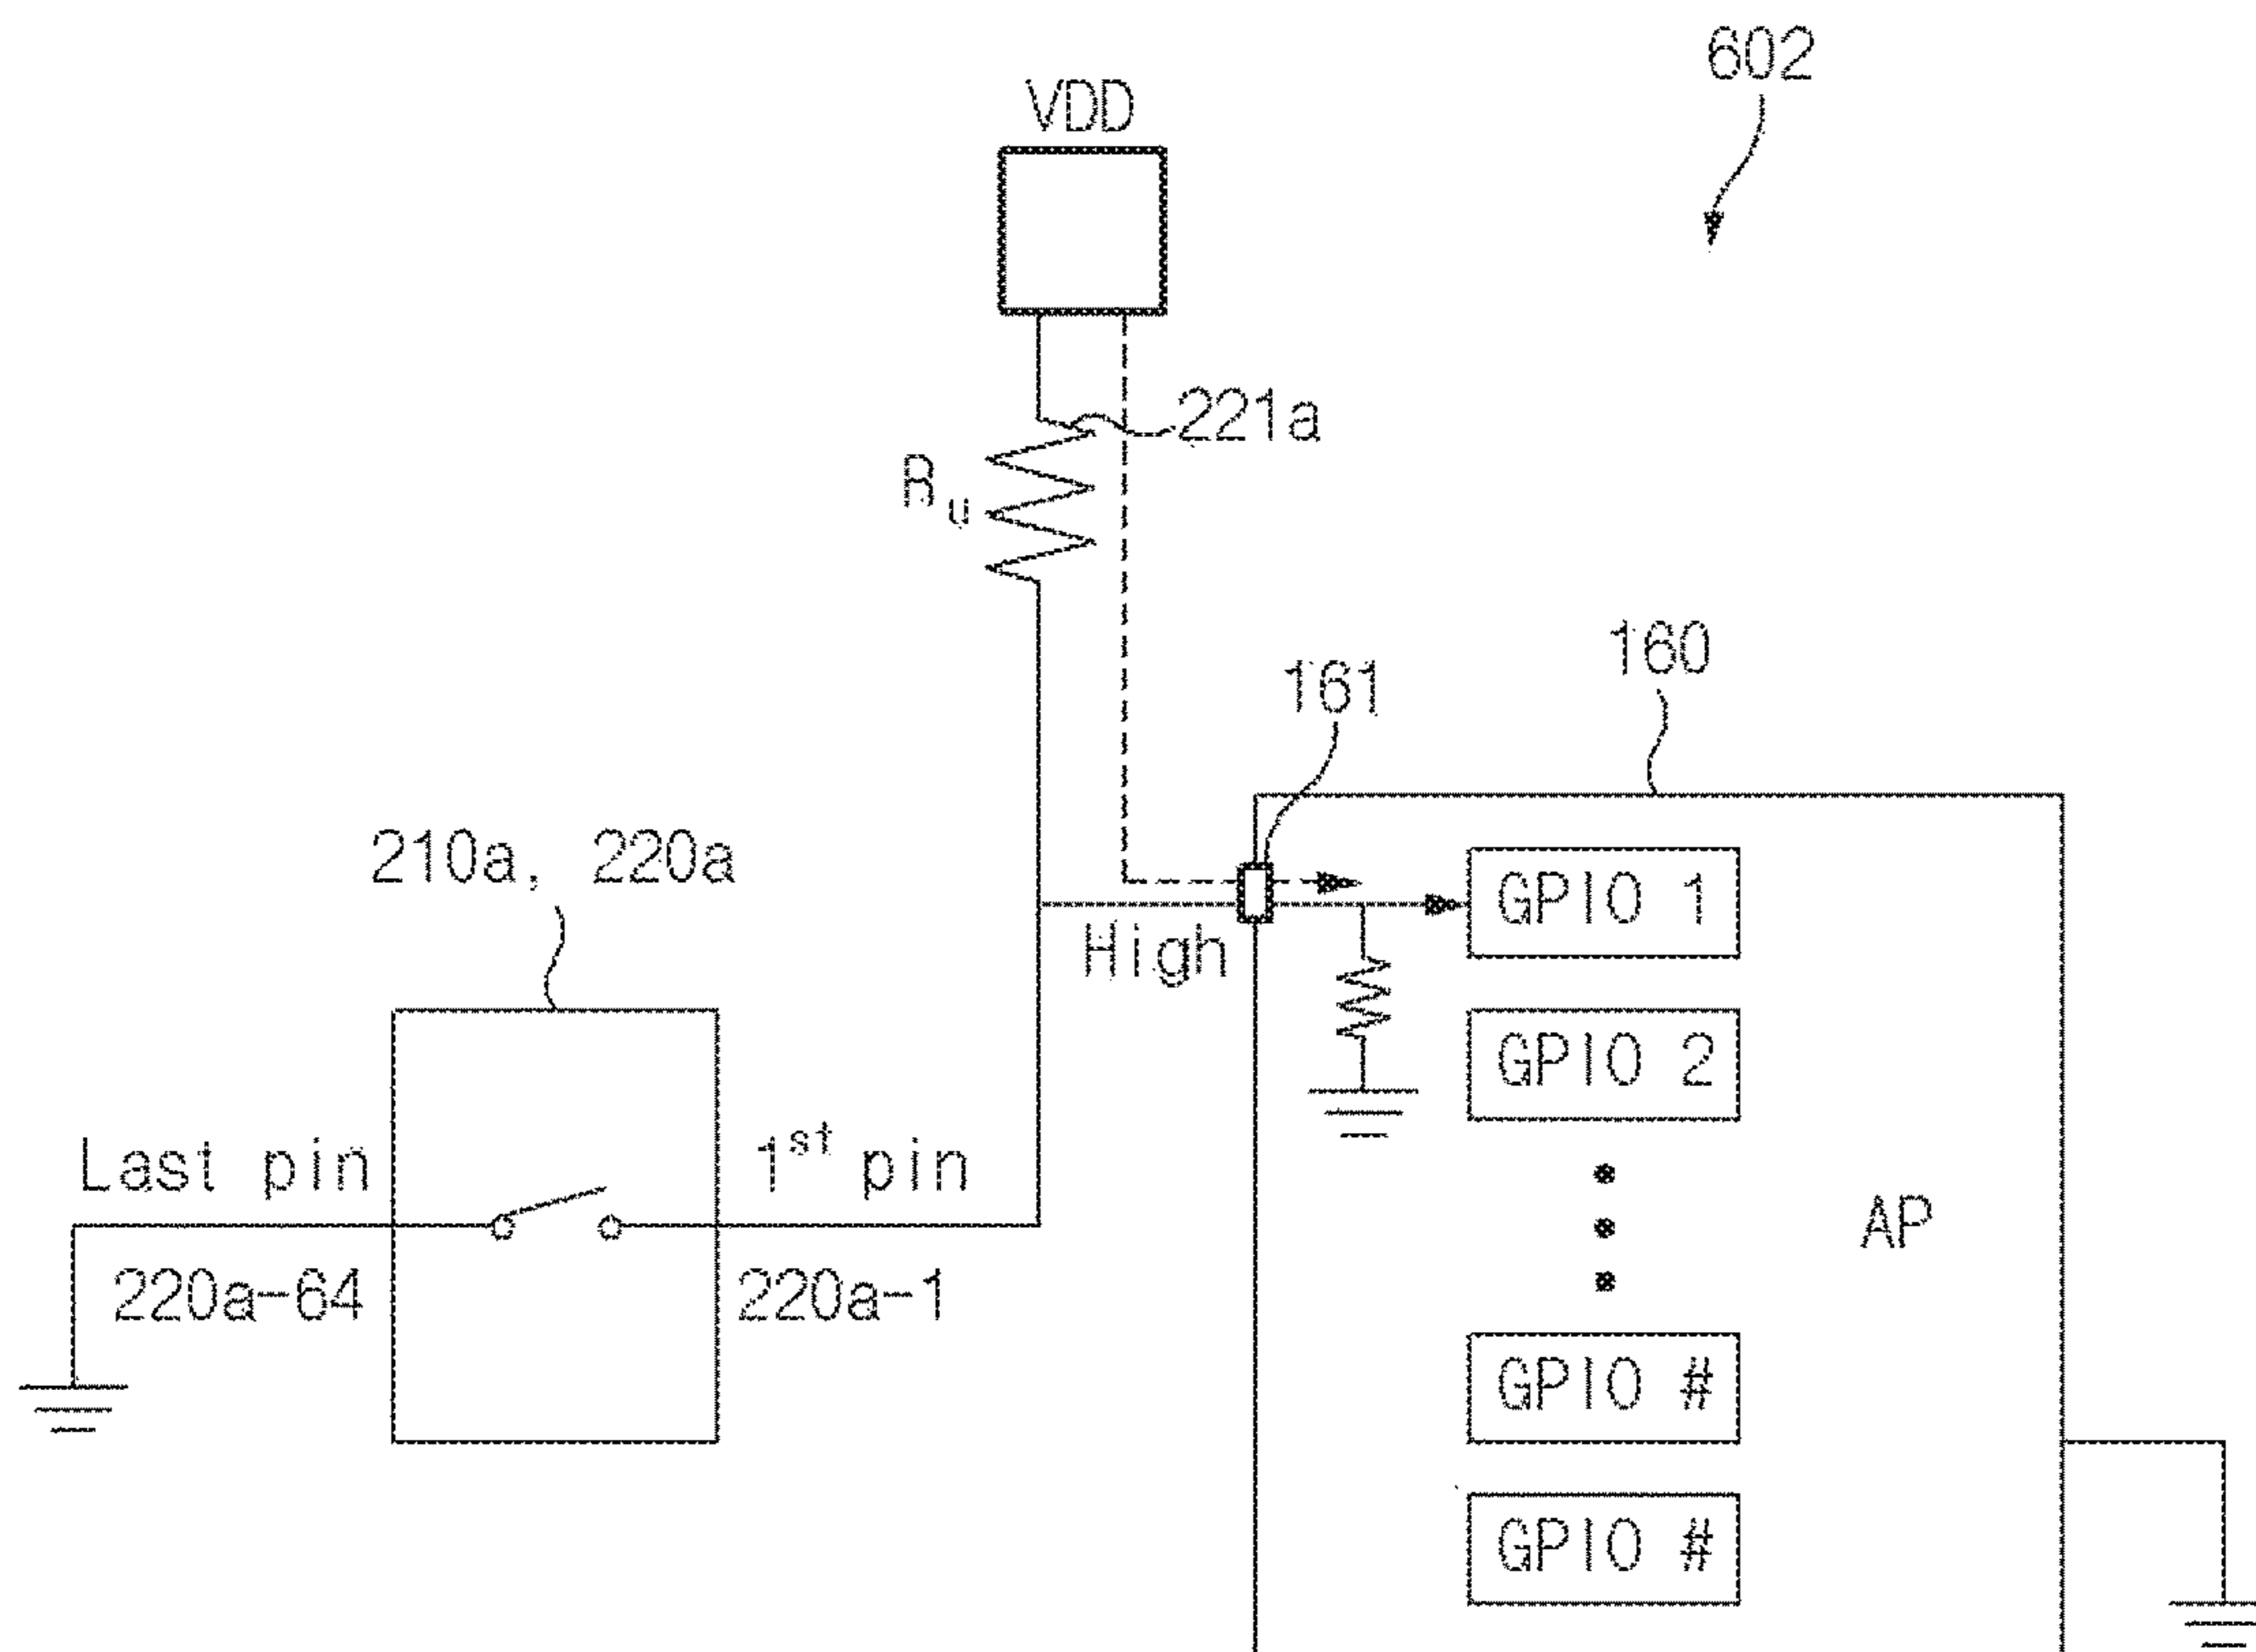 602
VDD
221a
Ru
160
161
210a, 220a
GPIO 1
High
GPIO 2
Last pin
1st pin
AP
220a-64
220a-1
GPIO #
GPIO #